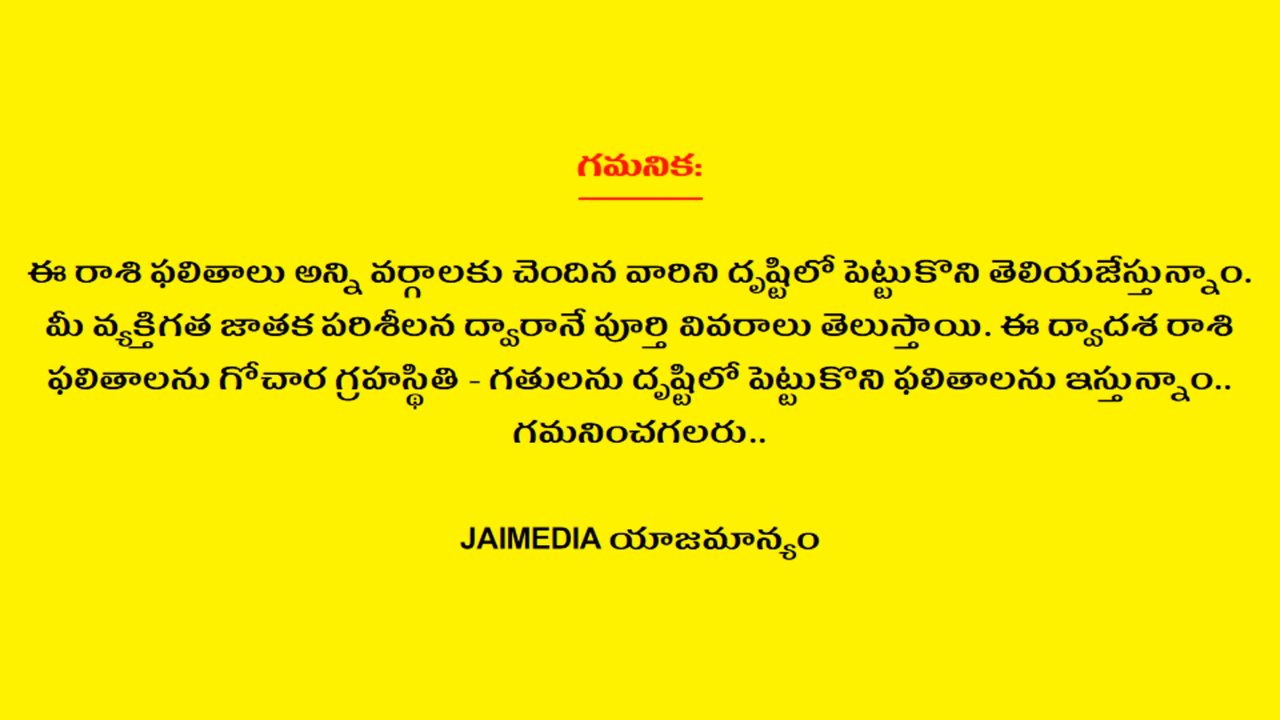 గమనిక:
ఈ రాశి ఫలితాలు అన్ని వర్గాలకు చెందిన వారిని దృష్టిలో పెట్టుకొని తెలియజేస్తున్నాం.
మీ వ్యక్తిగత జాతక పరిశీలన ద్వారానే పూర్తి వివరాలు తెలుస్తాయి. ఈ ద్వాదశ రాశి
ఫలితాలను గోచార గ్రహస్థితి - గతులను దృష్టిలో పెట్టుకొని ఫలితాలను ఇస్తున్నాం..
గమనించగలరు..
JAIMEDIA యాజమాన్యం